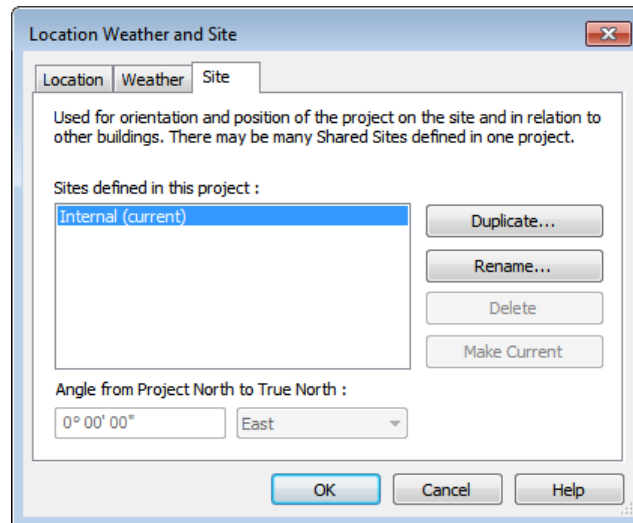 Location Weather and Site
Location Weather Site
Used for orientation and position of the project on the site and in relation to
other buildings. There may be many Shared Sites defined in one project.
Sites defined in this project :
Internal (current)
Duplicate...
Rename...
Delete
Make Current
Angle from Project North to True North :
0° 00' 00" East
OK Cancel Help